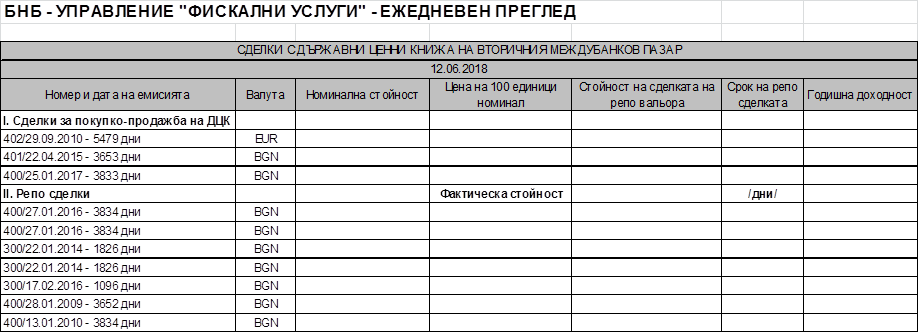 БНБ - УПРАВЛЕНИЕ "ФИСКАЛНИ УСЛУГИ" - ЕЖЕДНЕВЕН ПРЕГЛЕД
СДЕЛКИ С ДЪРЖАВНИ ЦЕННИ КНИЖА НА ВТОРИЧНИЯ МЕЖДУБАНКОВ ПАЗАР
12.06.2018
Номер и дата на емисията Валута Номинална стойност Цена на 100 единици номинал Стойност на сделката на репо вальора Срок на репо сделката Годишна доходност
I. Сделки за покупко-продажба на ДЦК
402/29.09.2010 - 5479 дни EUR
401/22.04.2015 - 3653 дни BGN
400/25.01.2017 - 3833 дни BGN
II. Репо сделки Фактическа стойност /дни/
400/27.01.2016 - 3834 дни BGN
400/27.01.2016 - 3834 дни BGN
300/22.01.2014 - 1826 дни BGN
300/22.01.2014 - 1826 дни BGN
300/17.02.2016 - 1096 дни BGN
400/28.01.2009 - 3652 дни BGN
400/13.01.2010 - 3834 дни BGN